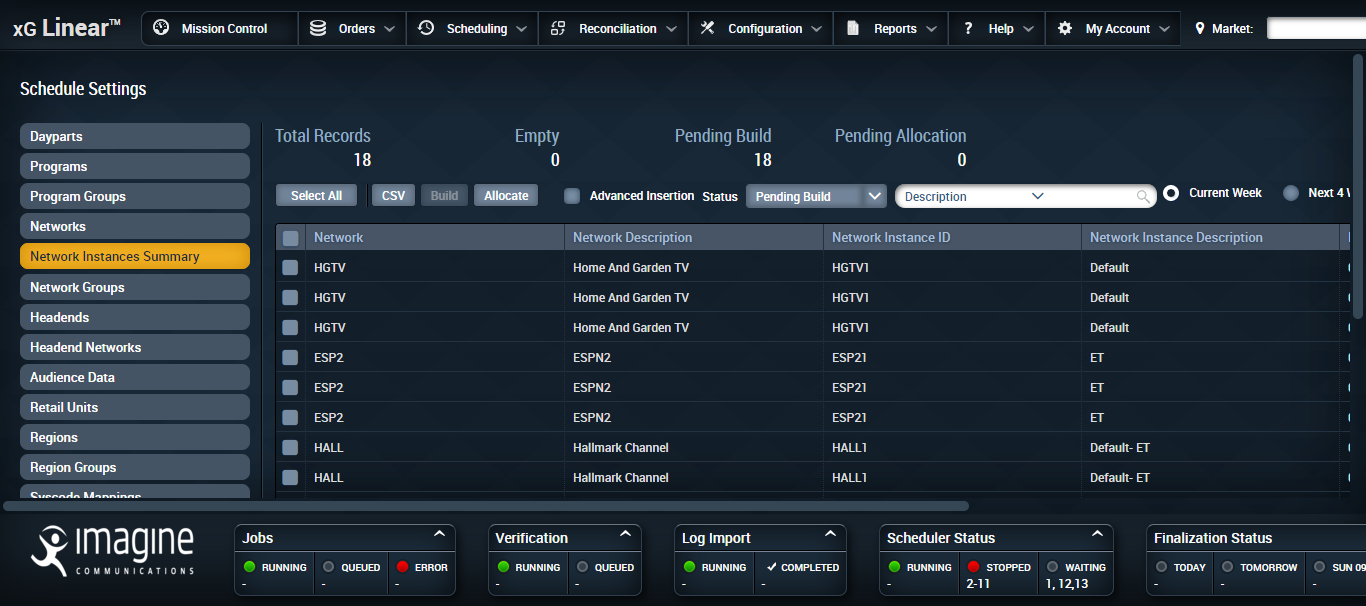 xG Linear™ Mission Control Orders Scheduling Reconciliation Configuration Reports ? Help My Account Market:
Schedule Settings
Dayparts
Programs
Program Groups
Networks
Network Instances Summary
Network Groups
Headends
Headend Networks
Audience Data
Retail Units
Regions
Region Groups
Syscode Mappings
Total Records Empty Pending Build Pending Allocation
18 0 18 0
Select All CSV Build Allocate Advanced Insertion Status Pending Build Description Current Week Next 4
Network Network Description Network Instance ID Network Instance Description
HGTV Home And Garden TV HGTV1 Default
HGTV Home And Garden TV HGTV1 Default
HGTV Home And Garden TV HGTV1 Default
ESP2 ESPN2 ESP21 ET
ESP2 ESPN2 ESP21 ET
ESP2 ESPN2 ESP21 ET
HALL Hallmark Channel HALL1 Default- ET
HALL Hallmark Channel HALL1 Default- ET
imagine
COMMUNICATIONS
Jobs
RUNNING QUEUED ERROR
- - -
Verification
RUNNING QUEUED
- -
Log Import
RUNNING COMPLETED
- -
Scheduler Status
RUNNING STOPPED WAITING
- 2-11 1, 12,13
Finalization Status
TODAY TOMORROW SUN 09
- - -